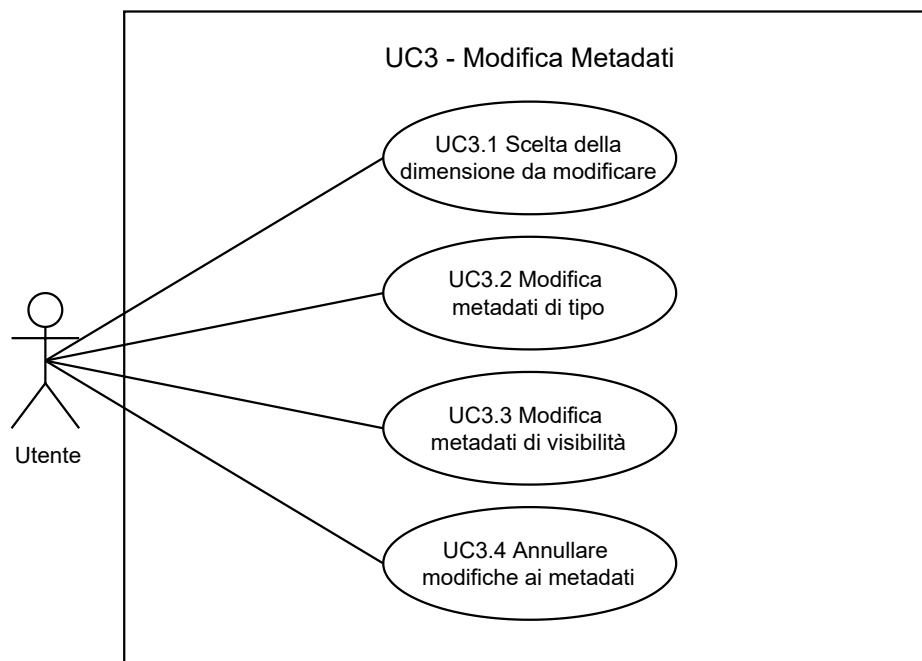 UC3 - Modifica Metadati
UC3.1 Scelta della
dimensione da modificare
UC3.2 Modifica
metadati di tipo
UC3.3 Modifica
metadati di visibilità
Utente
UC3.4 Annullare
modifiche ai metadati